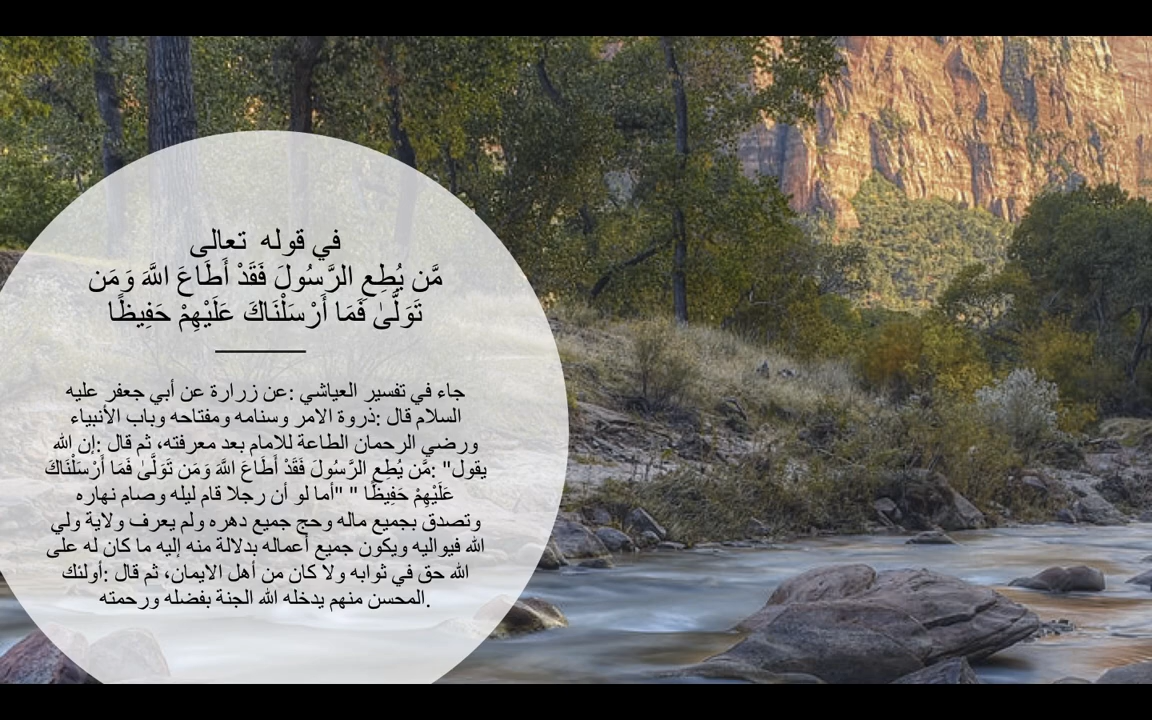 في قوله تعالى
مَّن يُطِعِ الرَّسُولَ فَقَدْ أَطَاعَ اللَّهَ وَمَن
تَوَلَّىٰ فَمَا أَرْسَلْنَاكَ عَلَيْهِمْ حَفِيظًا
جاء في تفسير العياشي :عن زرارة عن أبي جعفر عليه
السلام قال :ذروة الامر وسنامه ومفتاحه وباب الأنبياء
ورضي الرحمان الطاعة للامام بعد معرفته، ثم قال :إن الله
يقول" :مَّن يُطِعِ الرَّسُولَ فَقَدْ أَطَاعَ اللَّهَ وَمَن تَوَلَّىٰ فَمَا أَرْسَلْنَاكَ
عَلَيْهِمْ حَفِيظًا " "أما لو أن رجلا قام ليله وصام نهاره
وتصدق بجميع ماله وحج جميع دهره ولم يعرف ولاية ولي
الله فيواليه ويكون جميع أعماله بدلالة منه إليه ما كان له على
الله حق في ثوابه ولا كان من أهل الايمان، ثم قال :أولئك
المحسن منهم يدخله الله الجنة بفضله ورحمته.